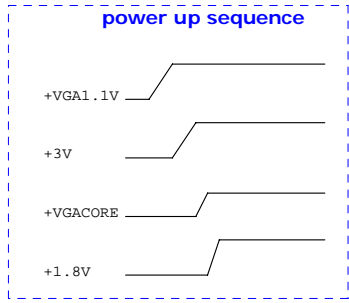 power up sequence
+VGA1.1V
+3V
+VGACORE
+1.8V